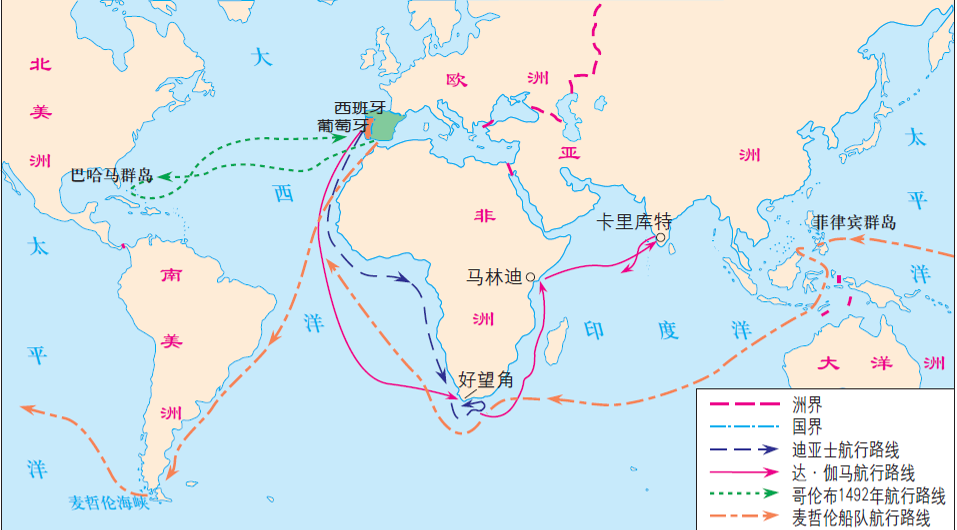 北
美
洲
大
西
洋
欧
洲
亚
洲
西班牙
葡萄牙
巴哈马群岛
太
平
洋
非
洲
卡里库特
马林迪
菲律宾群岛
太
平
洋
南
美
洲
印
度
洋
好望角
大
洋
洲
麦哲伦海峡
洲界
国界
迪亚士航行路线
达·伽马航行路线
哥伦布1492年航行路线
麦哲伦船队航行路线